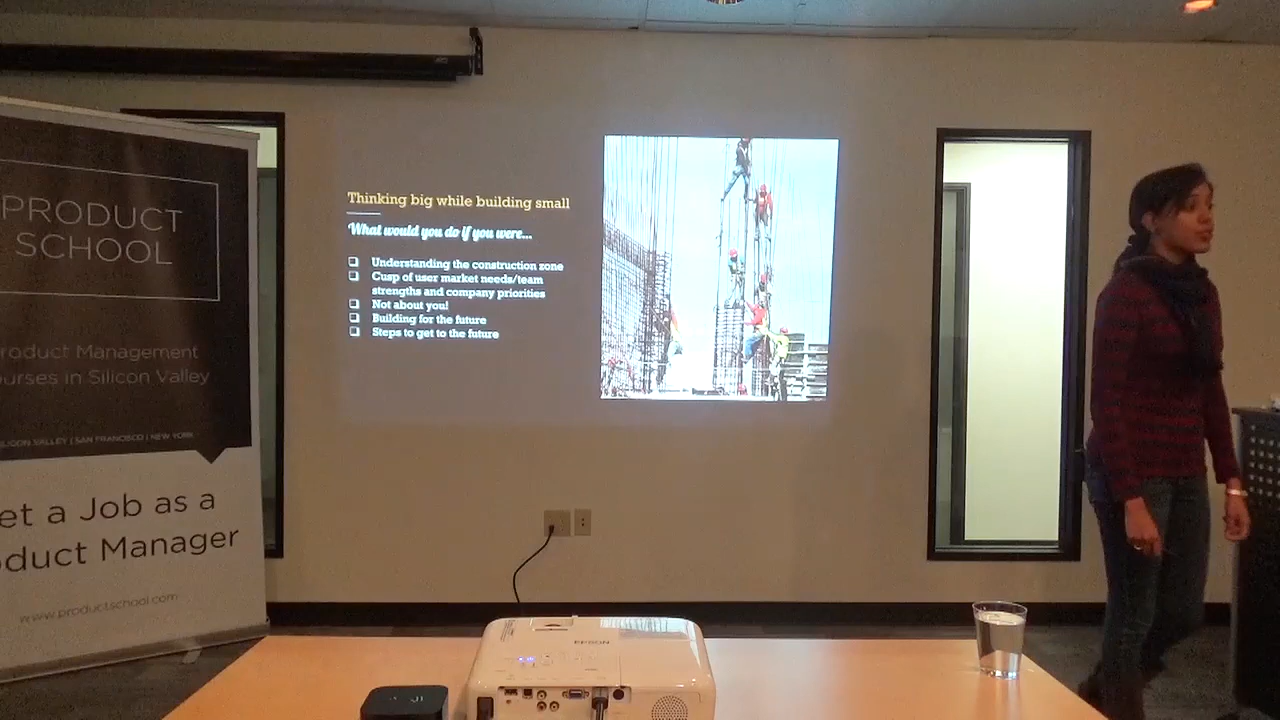 PRODUCT
SCHOOL
roduct Management
urses in Silicon Valley
ILICON VALLEY | SAN FRANCISCO | NEW YORK
et a Job as a
oduct Manager
www.productschool.com
Thinking big while building small
What would you do if you were...
❑ Understanding the construction zone
❑ Cusp of user market needs/team
strengths and company priorities
❑ Not about you!
❑ Building for the future
❑ Steps to get to the future
EPSON